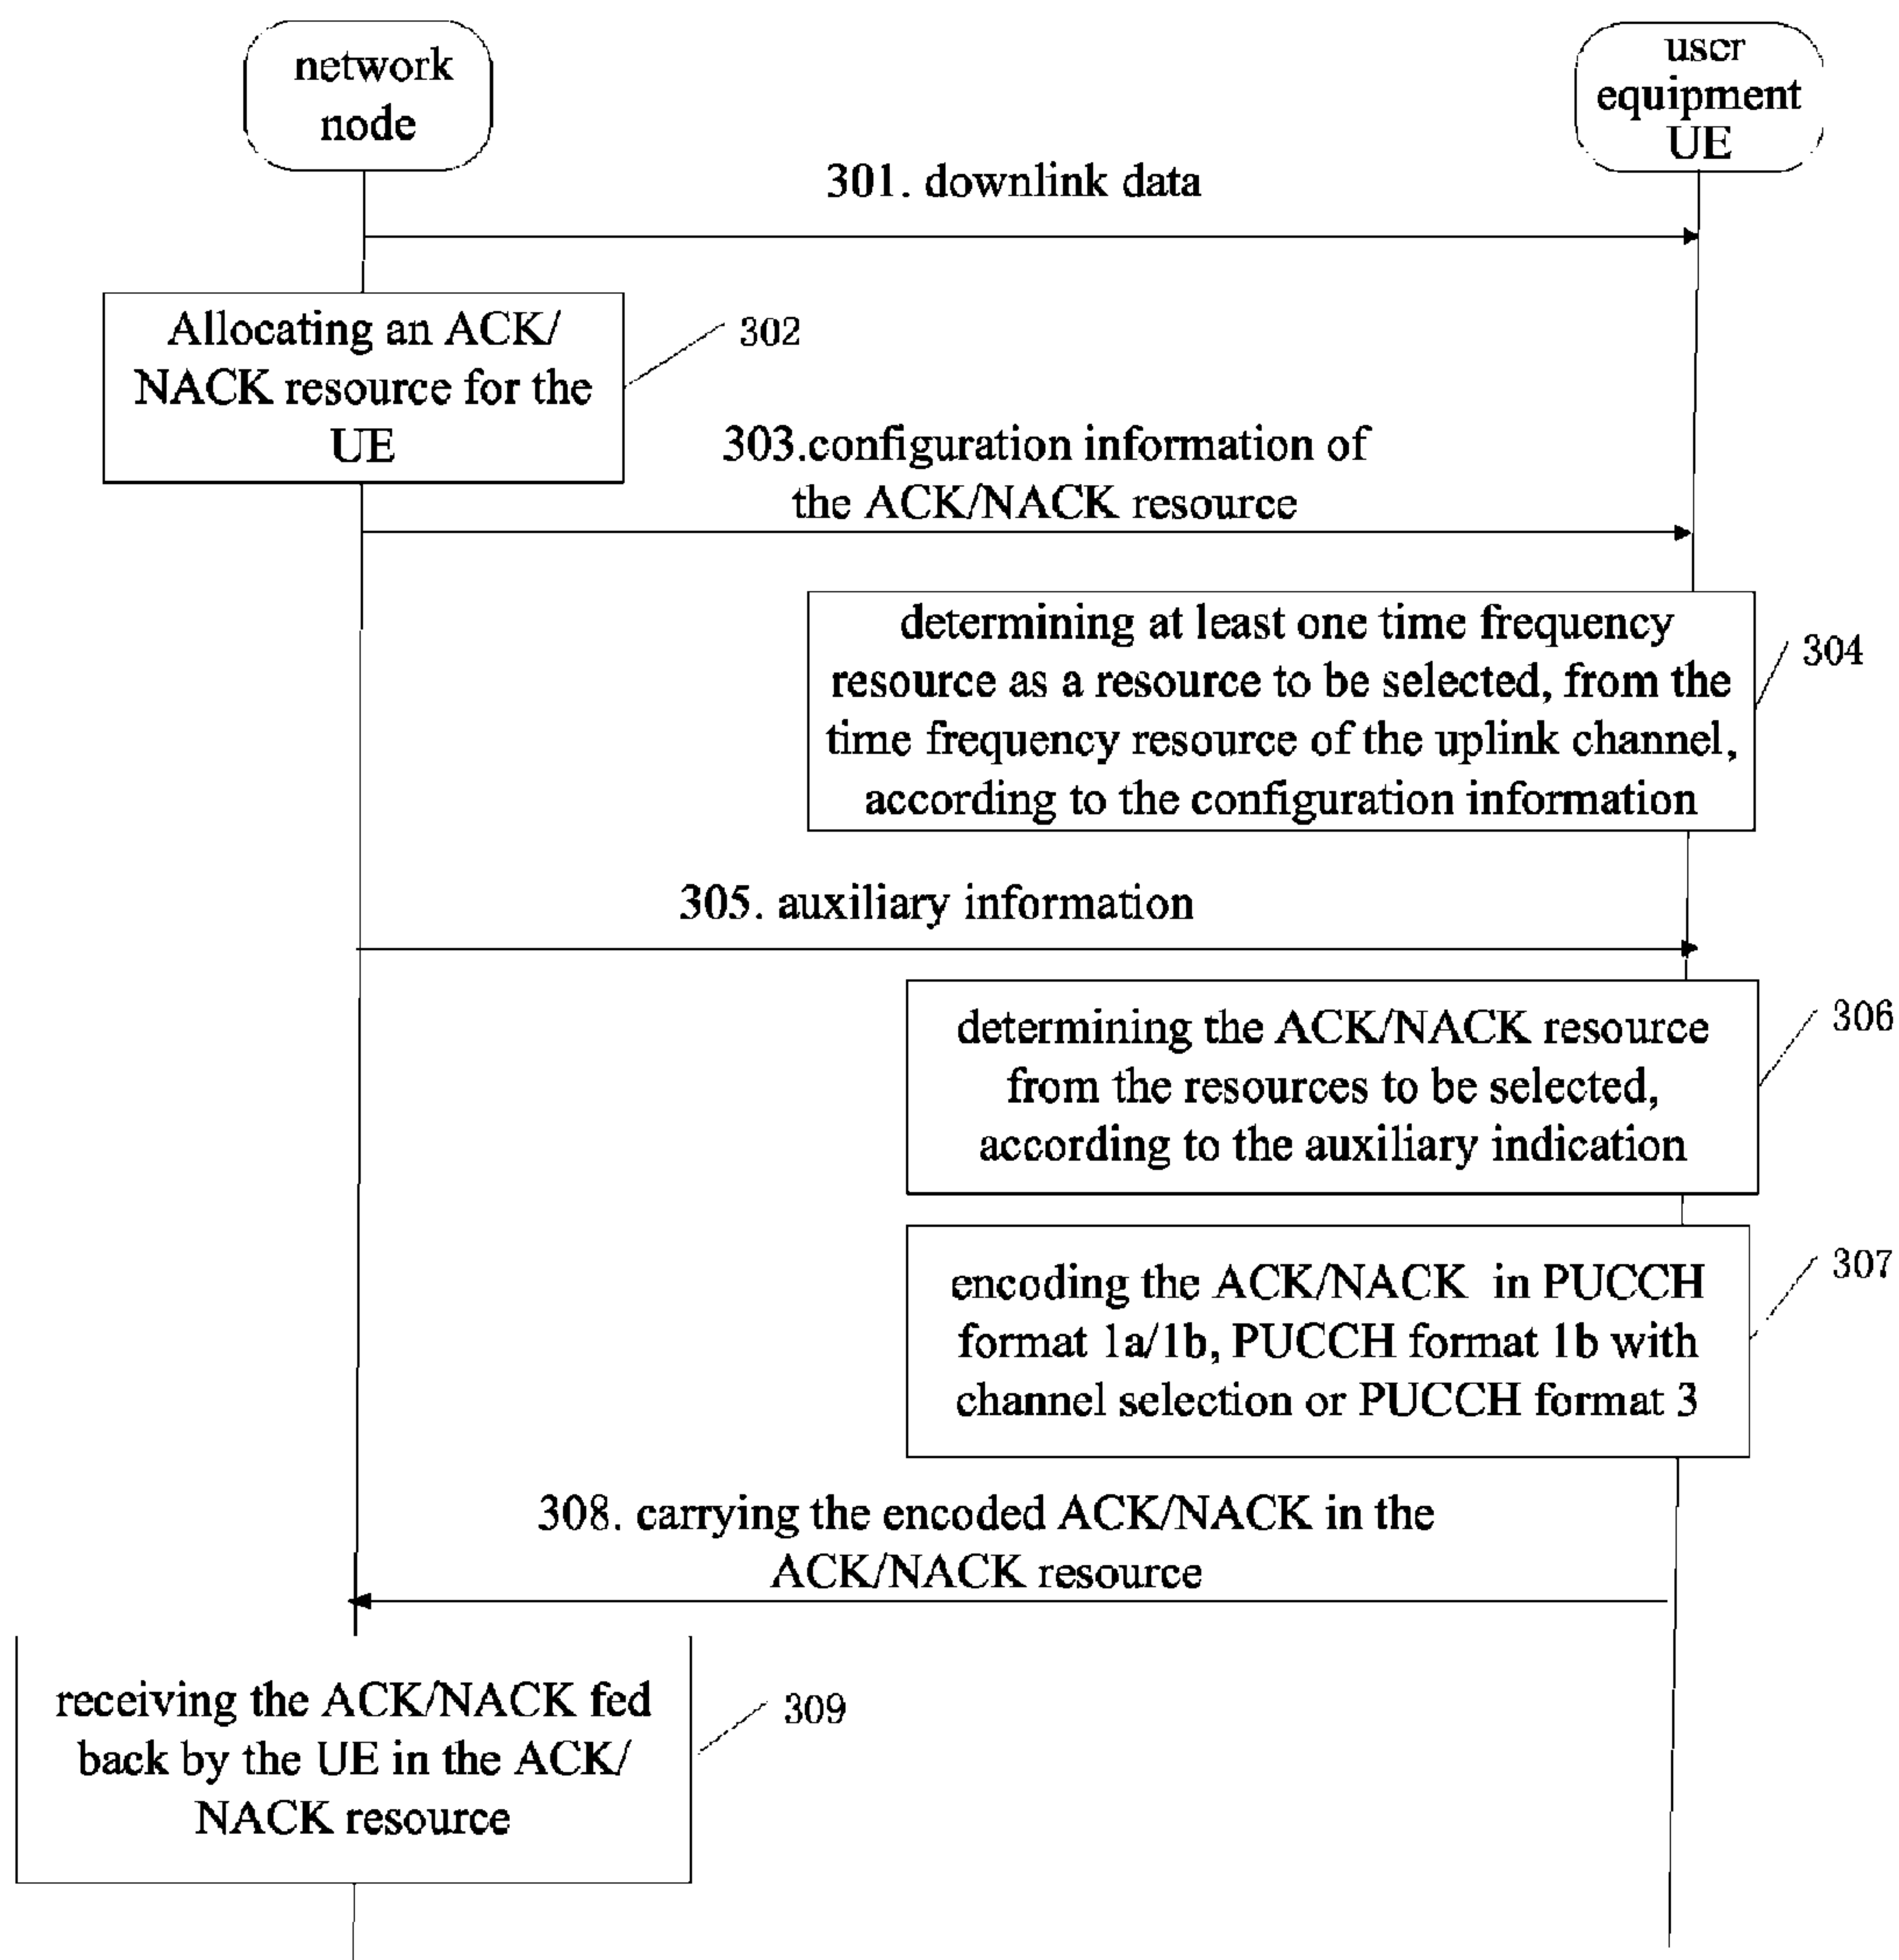 network
node
user
equipment
UE
301. downlink data
Allocating an ACK/
NACK resource for the
UE
302
303.configuration information of
the ACK/NACK resource
determining at least one time frequency
resource as a resource to be selected, from the
time frequency resource of the uplink channel,
according to the configuration information
304
305. auxiliary information
determining the ACK/NACK resource
from the resources to be selected,
according to the auxiliary indication
306
encoding the ACK/NACK in PUCCH
format 1a/1b, PUCCH format 1b with
channel selection or PUCCH format 3
307
308. carrying the encoded ACK/NACK in the
ACK/NACK resource
receiving the ACK/NACK fed
back by the UE in the ACK/
NACK resource
309